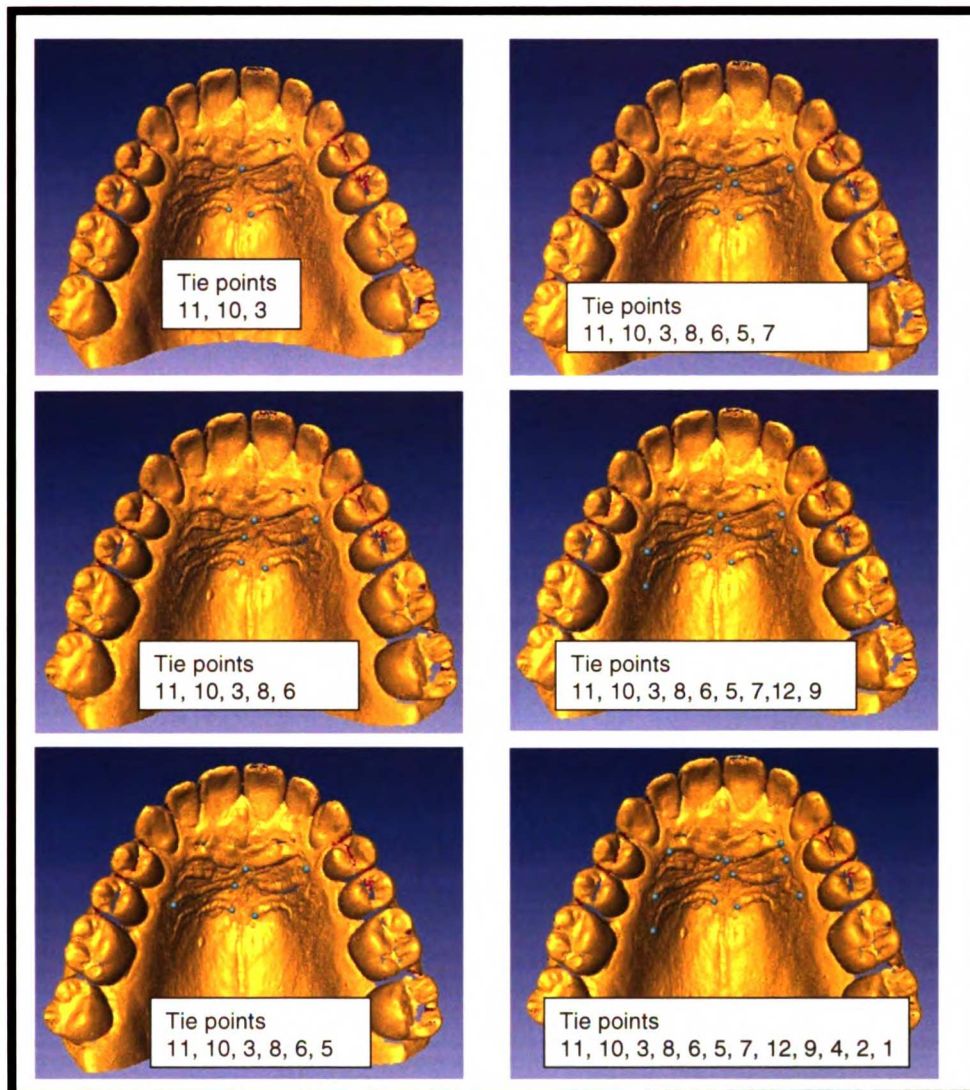 Tie points
11, 10, 3
Tie points
11, 10, 3, 8, 6, 5, 7
Tie points
11, 10, 3, 8, 6
Tie points
11, 10, 3, 8, 6, 5, 7,12, 9
Tie points
11, 10, 3, 8, 6, 5
Tie points
11, 10, 3, 8, 6, 5, 7, 12, 9, 4, 2, 1